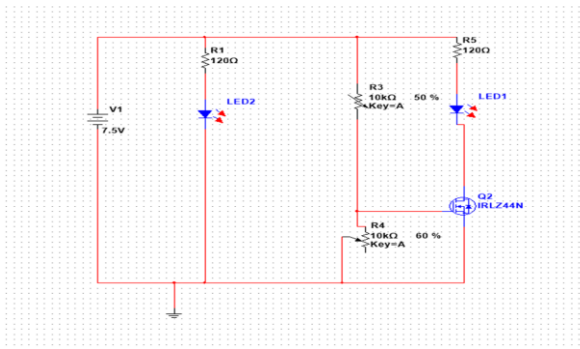 R1
120Ω
LED2
V1
7.5V
R3
10kΩ 50 %
Key=A
R5
120Ω
LED1
Q2
IRLZ44N
R4
10kΩ 60 %
Key=A